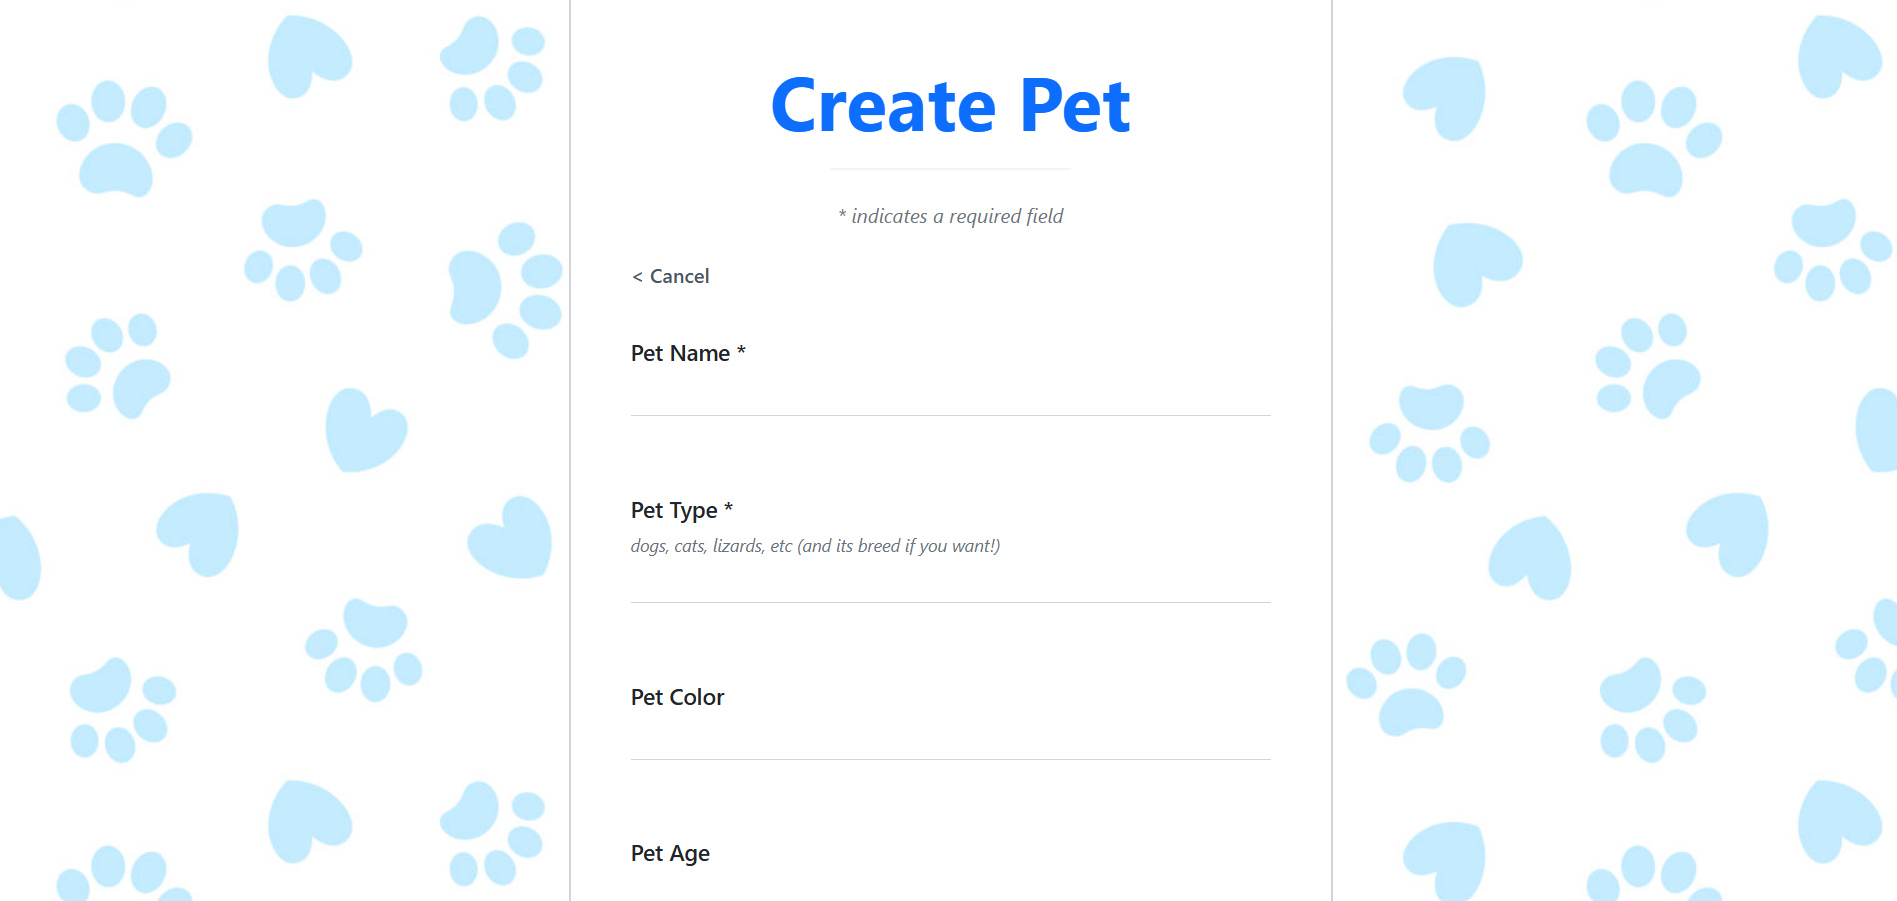 Create Pet
* indicates a required field
< Cancel
Pet Name *
Pet Type *
dogs, cats, lizards, etc (and its breed if you want!)
Pet Color
Pet Age